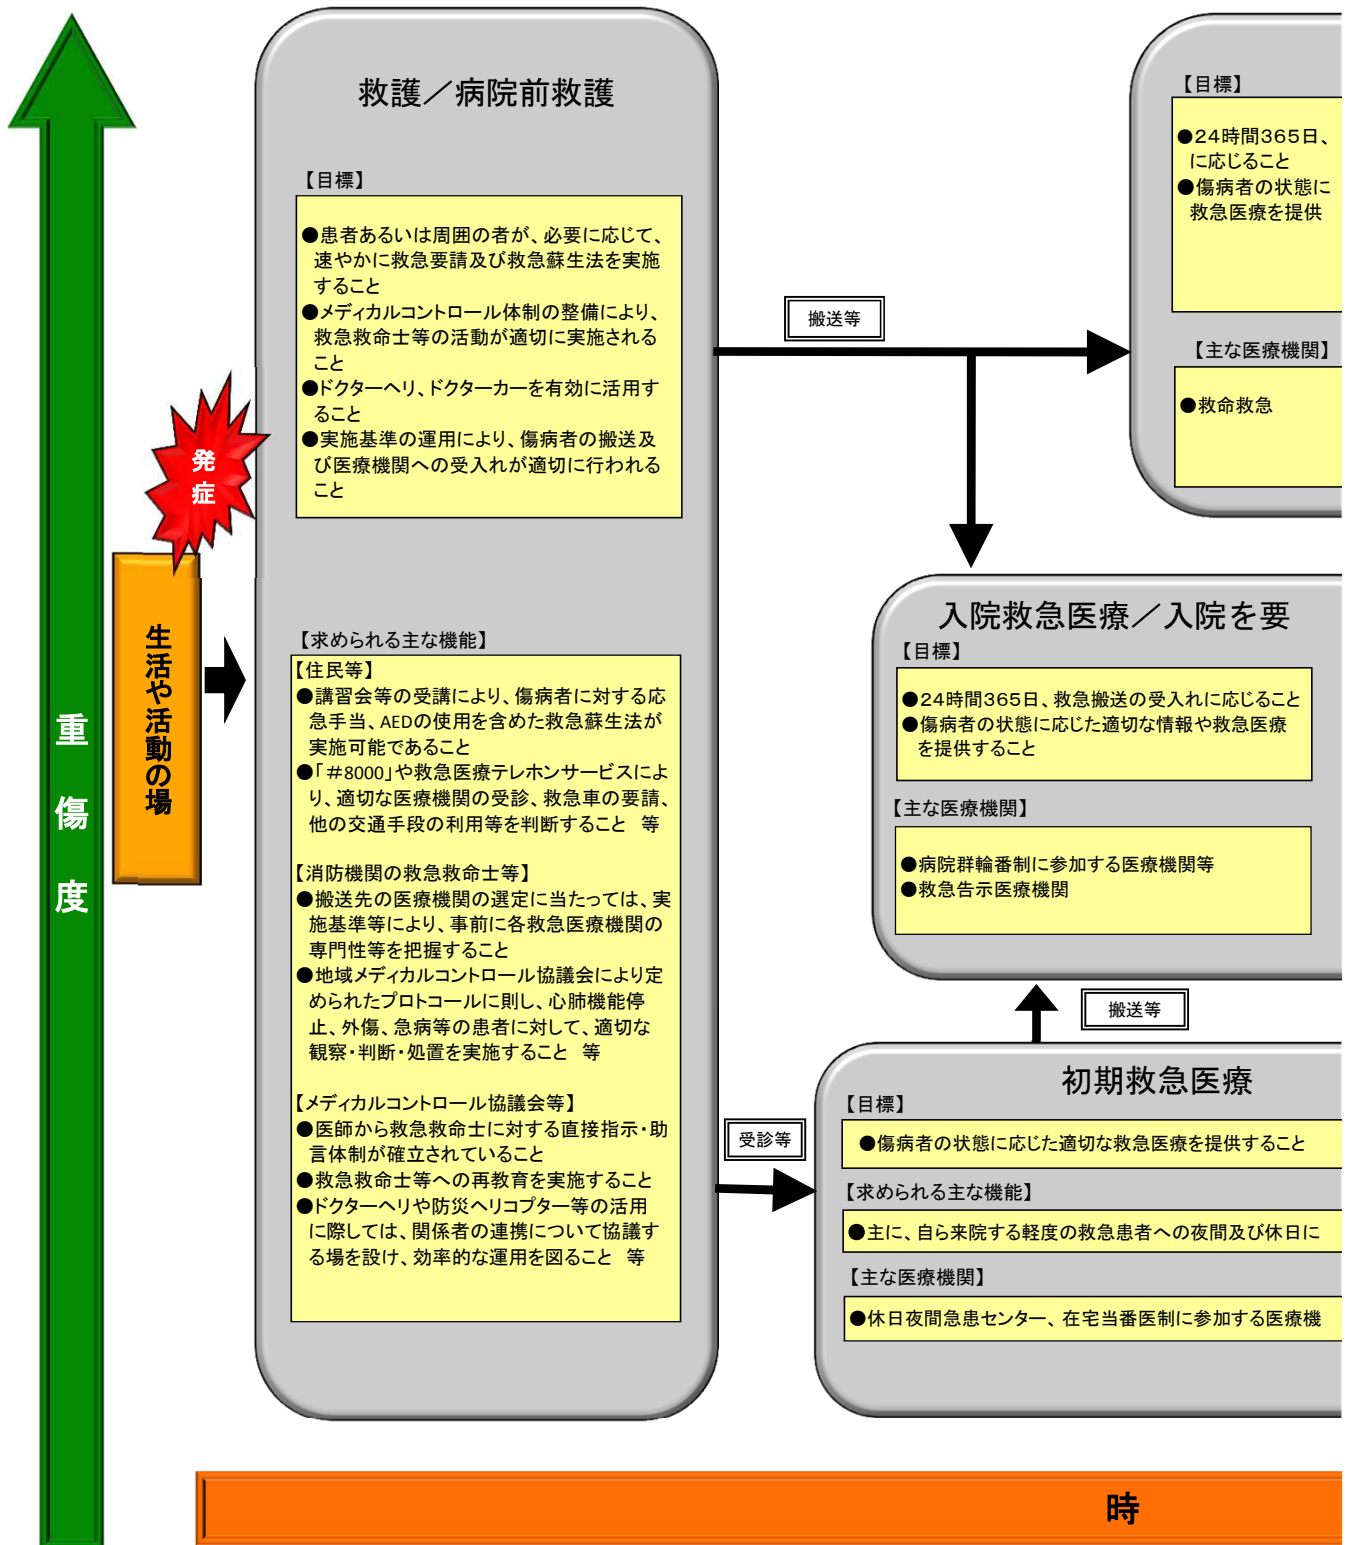 重傷度
生活や活動の場
発症
救護／病院前救護
【目標】
●患者あるいは周囲の者が、必要に応じて、
速やかに救急要請及び救急蘇生法を実施
すること
●メディカルコントロール体制の整備により、
救急救命士等の活動が適切に実施される
こと
●ドクターヘリ、ドクターカーを有効に活用す
ること
●実施基準の運用により、傷病者の搬送及
び医療機関への受入れが適切に行われる
こと
【求められる主な機能】
【住民等】
●講習会等の受講により、傷病者に対する応
急手当、AEDの使用を含めた救急蘇生法が
実施可能であること
●「＃8000」や救急医療テレホンサービスによ
り、適切な医療機関の受診、救急車の要請、
他の交通手段の利用等を判断すること　等
【消防機関の救急救命士等】
●搬送先の医療機関の選定に当たっては、実
施基準等により、事前に各救急医療機関の
専門性等を把握すること
●地域メディカルコントロール協議会により定
められたプロトコールに則し、心肺機能停
止、外傷、急病等の患者に対して、適切な
観察・判断・処置を実施すること　等
【メディカルコントロール協議会等】
●医師から救急救命士に対する直接指示・助
言体制が確立されていること
●救急救命士等への再教育を実施すること
●ドクターヘリや防災ヘリコプター等の活用
に際しては、関係者の連携について協議す
る場を設け、効率的な運用を図ること　等
搬送等
【目標】
●24時間365日、
に応じること
●傷病者の状態に
救急医療を提供
【主な医療機関】
●救命救急
入院救急医療／入院を要
【目標】
●24時間365日、救急搬送の受入れに応じること
●傷病者の状態に応じた適切な情報や救急医療
を提供すること
【主な医療機関】
●病院群輪番制に参加する医療機関等
●救急告示医療機関
搬送等
受診等
初期救急医療
【目標】
●傷病者の状態に応じた適切な救急医療を提供すること
【求められる主な機能】
●主に、自ら来院する軽度の救急患者への夜間及び休日に
【主な医療機関】
●休日夜間急患センター、在宅当番医制に参加する医療機
時